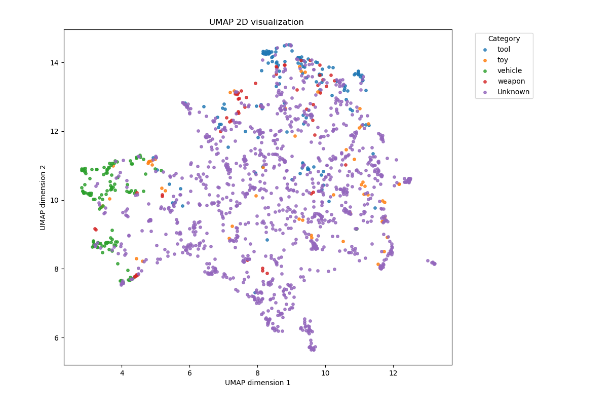 UMAP 2D visualization
Category
tool
toy
vehicle
weapon
Unknown
14
12
10
8
6
UMAP dimension 2
4
6
8
10
12
UMAP dimension 1